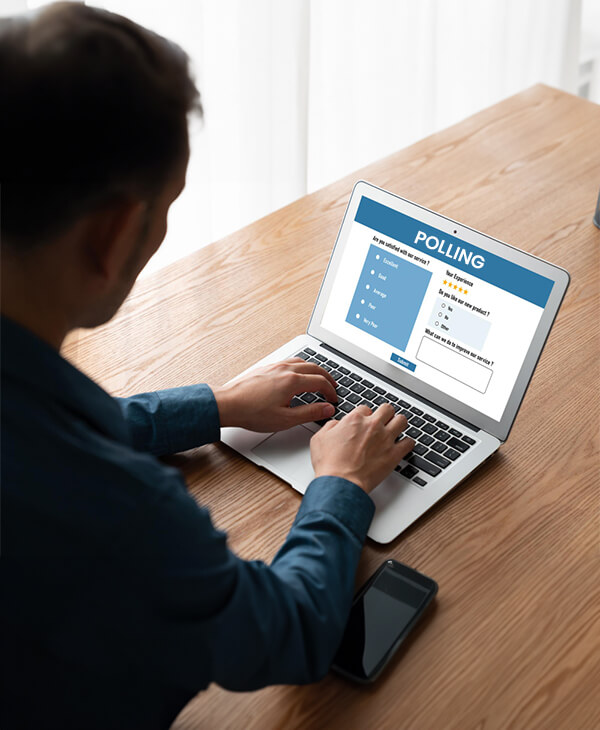 POLLING
Are you satisfied with our service ?
Excellent
Good
Average
Poor
Very Poor
Your Experience
Do you like our new product ?
Yes
No
Other
What can we do to improve our service ?
Submit